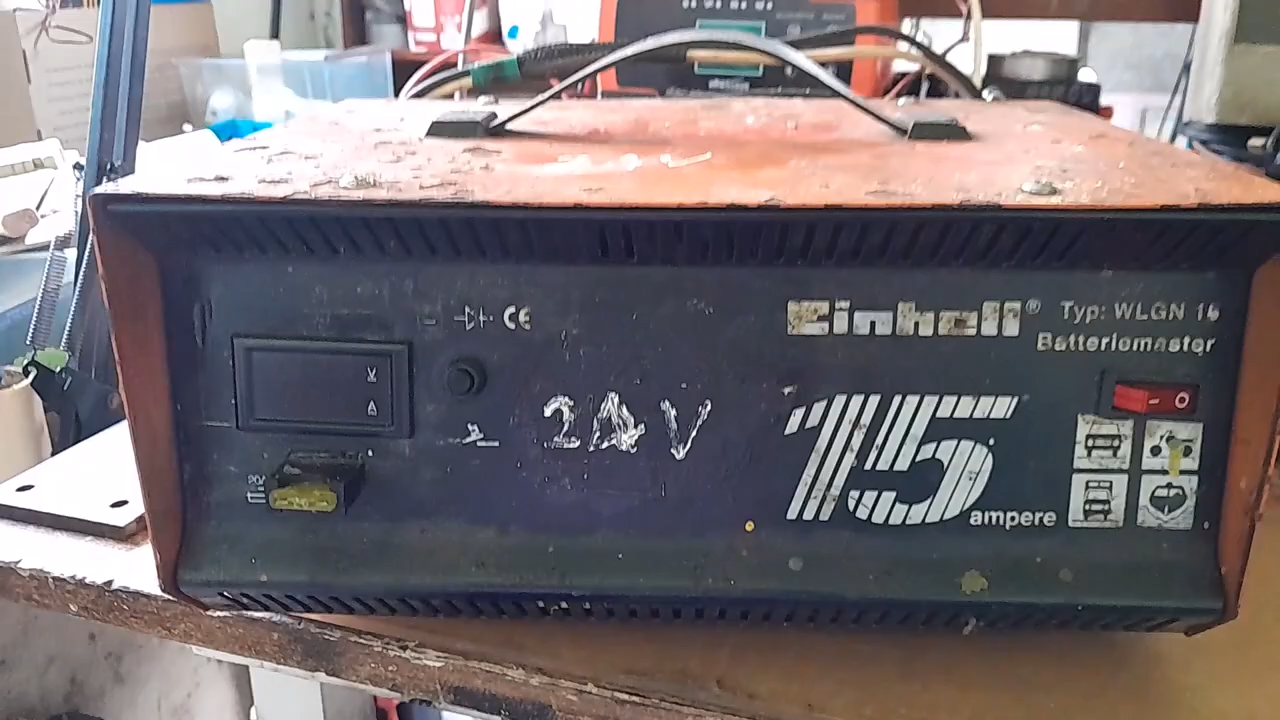 Einhell®
Typ: WLGN 15
Batteriemaster
CE
V
A
24V
15
ampere
- O